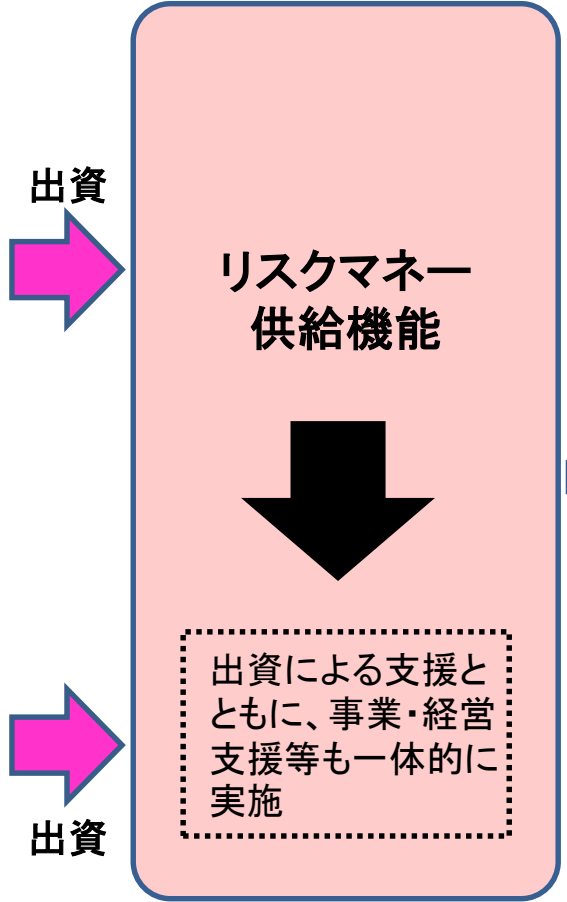 出資
リスクマネー
供給機能
出資による支援と
ともに、事業・経営
支援等も一体的に
実施
出資